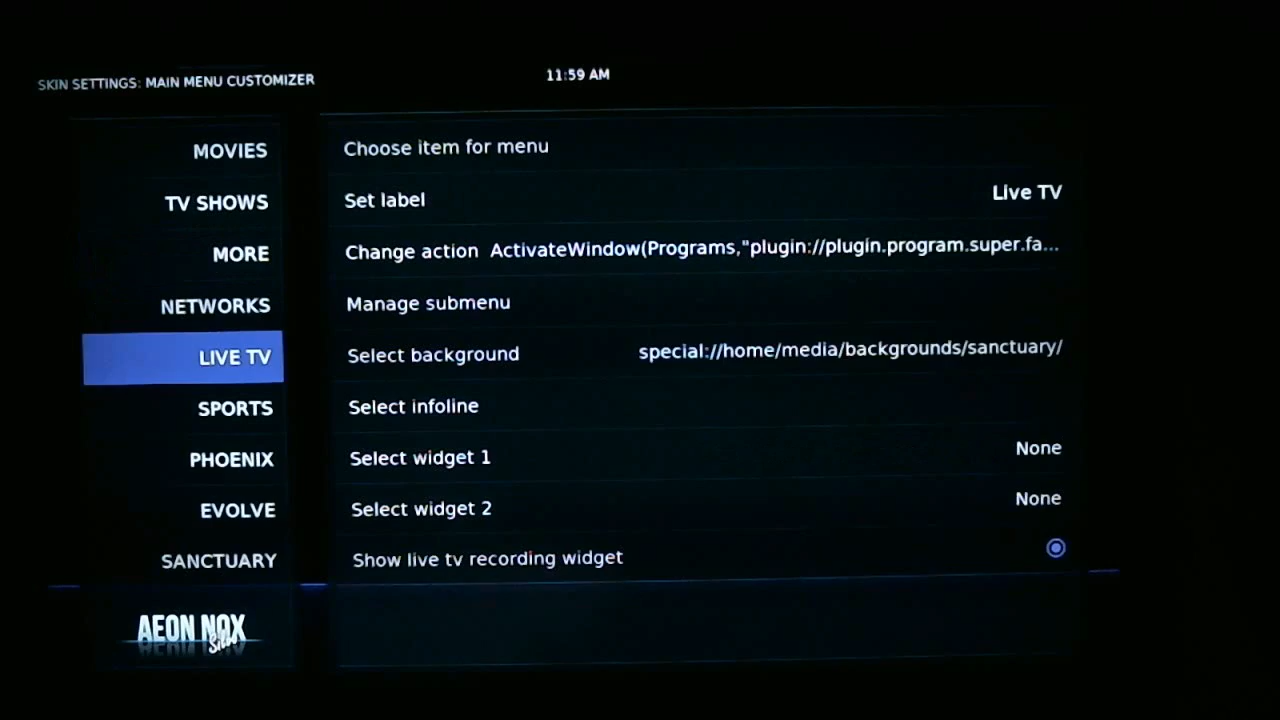 SKIN SETTINGS: MAIN MENU CUSTOMIZER
11:59 AM
MOVIES
TV SHOWS
MORE
NETWORKS
LIVE TV
SPORTS
PHOENIX
EVOLVE
SANCTUARY
Choose item for menu
Set label Live TV
Change action ActivateWindow(Programs,"plugin://plugin.program.super.fa...
Manage submenu
Select background special://home/media/backgrounds/sanctuary/
Select infoline
Select widget 1 None
Select widget 2 None
Show live tv recording widget
AEON NOX
Silvo